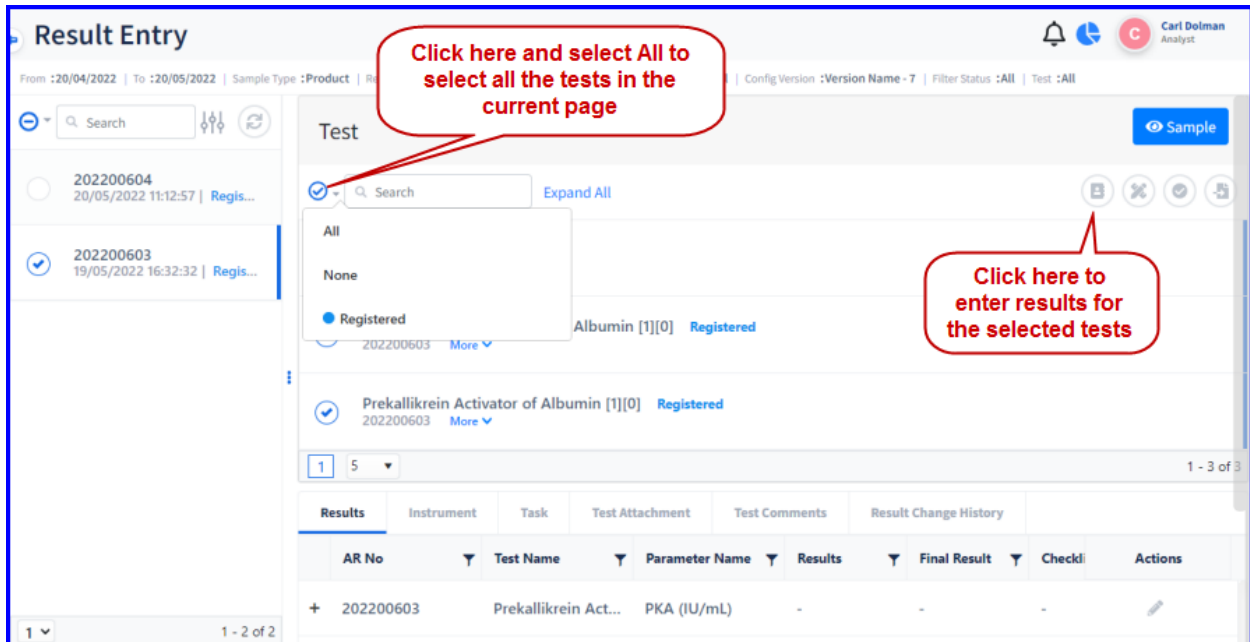 Result Entry
C
Carl Dolman
Analyst
Click here and select All to
select all the tests in the
current page
From :20/04/2022 | To :20/05/2022 | Sample Type :Product | | Config Version :Version Name - 7 | Filter Status :All | Test :All
Search
Test
Sample
202200604
20/05/2022 11:12:57 | Regis...
202200603
19/05/2022 16:32:32 | Regis...
Search
Expand All
All
None
Registered
Click here to
enter results for
the selected tests
Albumin [1][0] Registered
202200603 More
Prekallikrein Activator of Albumin [1][0] Registered
202200603 More
1 5 1 - 3 of 3
Results Instrument Task Test Attachment Test Comments Result Change History
AR No Test Name Parameter Name Results Final Result Checkli Actions
+ 202200603 Prekallikrein Act... PKA (IU/mL) - - -
1 1 - 2 of 2